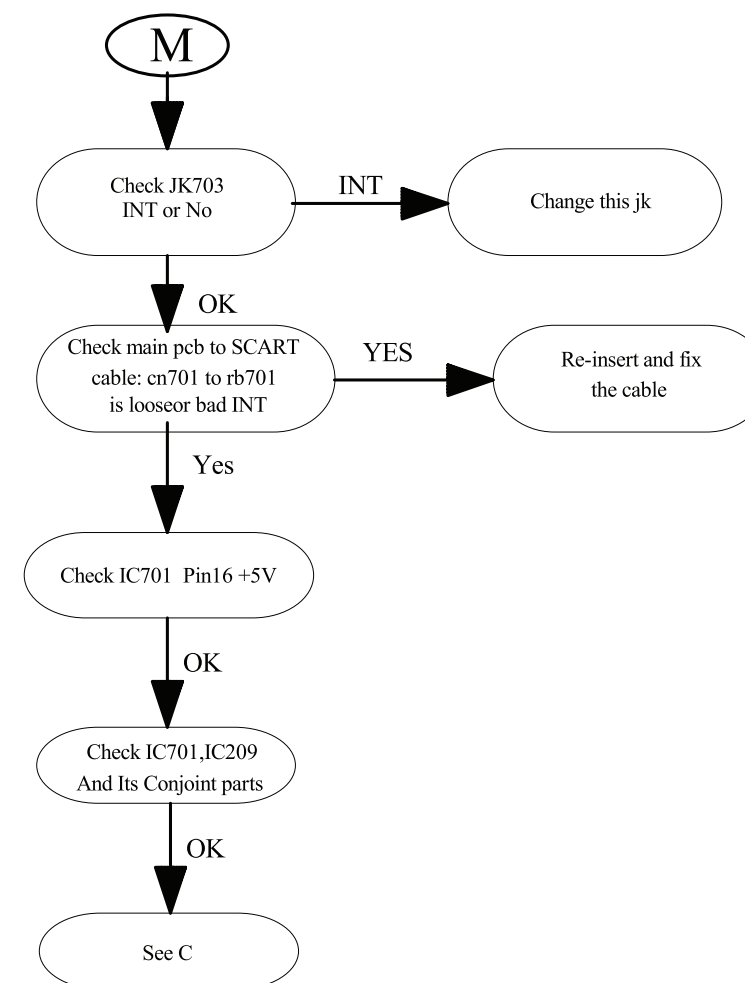 M
Check JK703
INT or No
INT
Change this jk
OK
Check main pcb to SCART
cable: cn701 to rb701
is looseor bad INT
YES
Re-insert and fix
the cable
Yes
Check IC701  Pin16 +5V
OK
Check IC701,IC209
And Its Conjoint parts
OK
See C